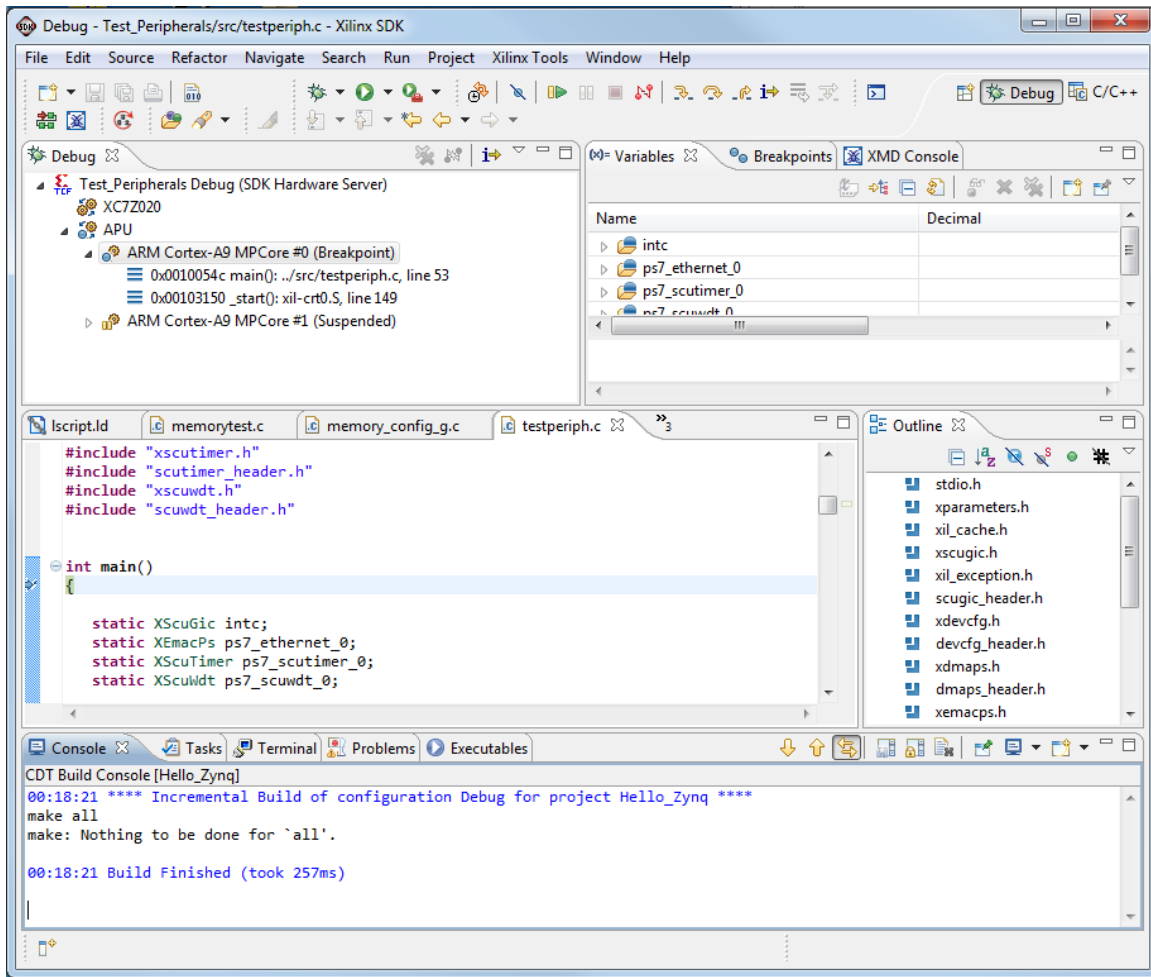 Debug - Test_Peripherals/src/testperiph.c - Xilinx SDK
File Edit Source Refactor Navigate Search Run Project Xilinx Tools Window Help
Debug C/C++
Debug
Test_Peripherals Debug (SDK Hardware Server)
XC7Z020
APU
ARM Cortex-A9 MPCore #0 (Breakpoint)
0x0010054c main(): ../src/testperiph.c, line 53
0x00103150 _start(): xil-crt0.S, line 149
ARM Cortex-A9 MPCore #1 (Suspended)
(x)= Variables Breakpoints XMD Console
Name Decimal
intc
ps7_ethernet_0
ps7_scutimer_0
ps7_scuwdt_0
lscript.ld memorytest.c memory_config_g.c testperiph.c »3
#include "xscutimer.h"
#include "scutimer_header.h"
#include "xscuwdt.h"
#include "scuwdt_header.h"
int main()
{
static XScuGic intc;
static XEmacPs ps7_ethernet_0;
static XScuTimer ps7_scutimer_0;
static XScuWdt ps7_scuwdt_0;
Outline
stdio.h
xparameters.h
xil_cache.h
xscugic.h
xil_exception.h
scugic_header.h
xdevcfg.h
devcfg_header.h
xdmaps.h
dmaps_header.h
xemacps.h
Console Tasks Terminal Problems Executables
CDT Build Console [Hello_Zynq]
00:18:21 **** Incremental Build of configuration Debug for project Hello_Zynq ****
make all
make: Nothing to be done for `all'.
00:18:21 Build Finished (took 257ms)